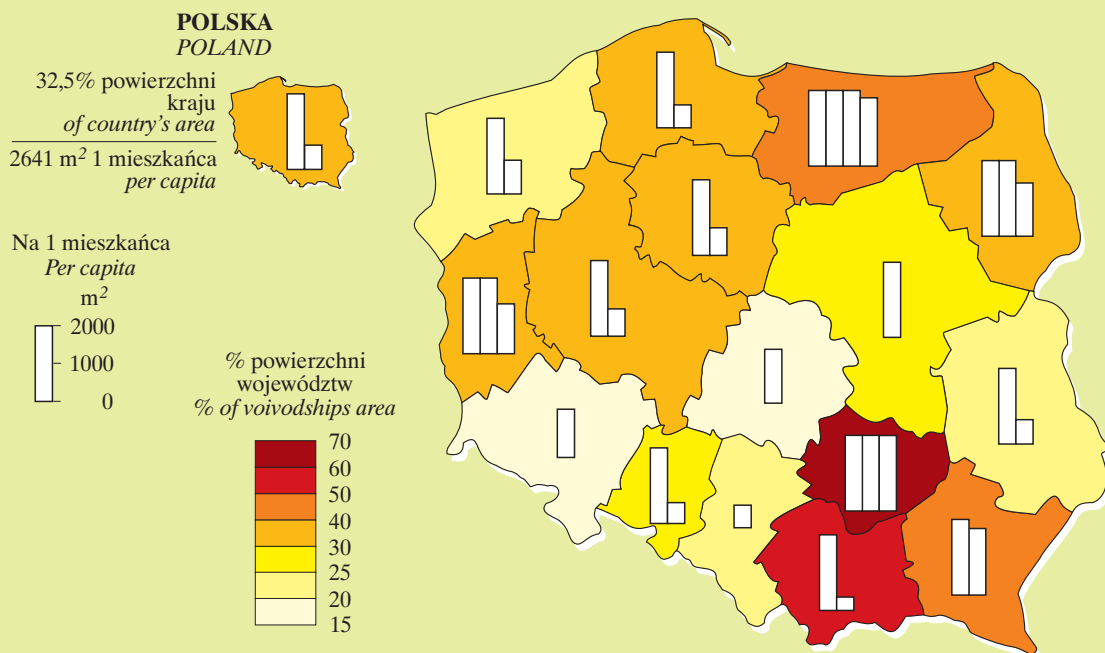 POLSKA
POLAND
32,5% powierzchni
kraju
of country's area
2641 m² 1 mieszkańca
per capita
Na 1 mieszkańca
Per capita
m²
2000
1000
0
% powierzchni
województw
% of voivodships area
70
60
50
40
30
25
20
15